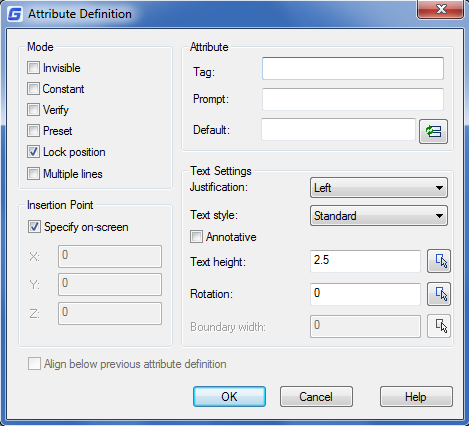 Attribute Definition
Mode
Invisible
Constant
Verify
Preset
Lock position
Multiple lines
Attribute
Tag:
Prompt:
Default:
Insertion Point
Specify on-screen
X: 0
Y: 0
Z: 0
Text Settings
Justification: Left
Text style: Standard
Annotative
Text height: 2.5
Rotation: 0
Boundary width: 0
Align below previous attribute definition
OK Cancel Help